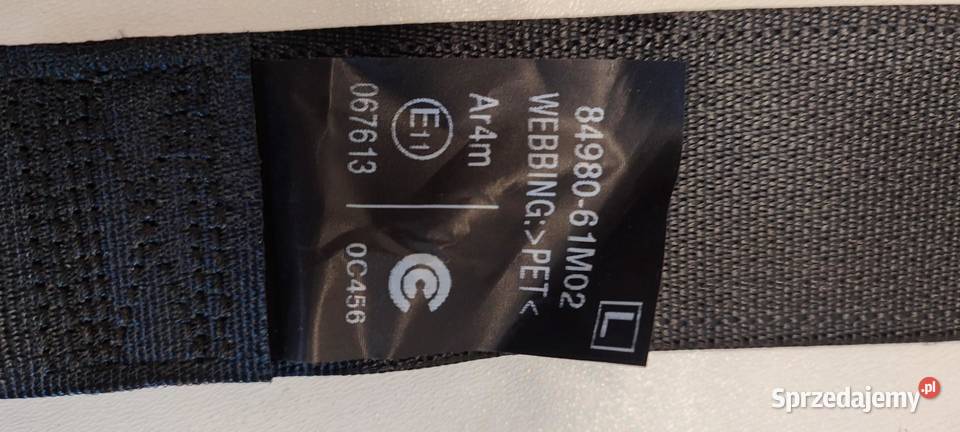 84980-61M02
L
WEBBING:>PET<
Ar4m
E11
067613
C
0C456
Sprzedajemy.pl